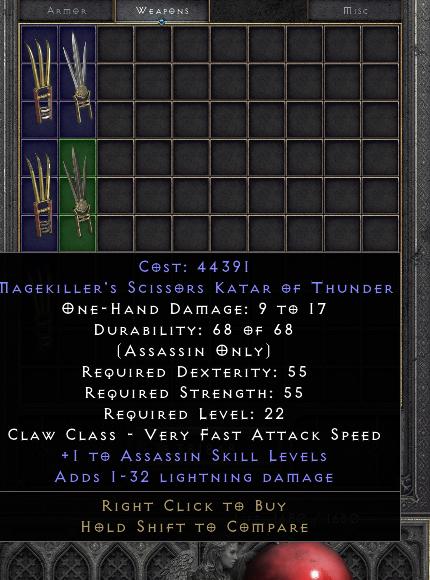 Armor Weapons Misc
Cost: 44391
Magekiller's Scissors Katar of Thunder
One-Hand Damage: 9 to 17
Durability: 68 of 68
(Assassin Only)
Required Dexterity: 55
Required Strength: 55
Required Level: 22
Claw Class - Very Fast Attack Speed
+1 to Assassin Skill Levels
Adds 1-32 lightning damage
Right Click to Buy
Hold Shift to Compare